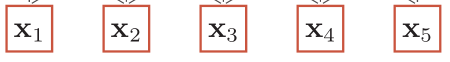 x₁ x₂ x₃ x₄ x₅